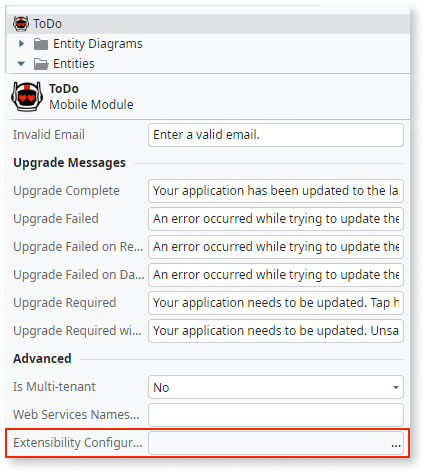 ToDo
Entity Diagrams
Entities
ToDo
Mobile Module
Invalid Email Enter a valid email.
Upgrade Messages
Upgrade Complete Your application has been updated to the la
Upgrade Failed An error occurred while trying to update the
Upgrade Failed on Re... An error occurred while trying to update the
Upgrade Failed on Da... An error occurred while trying to update the
Upgrade Required Your application needs to be updated. Tap h
Upgrade Required wi... Your application needs to be updated. Unsa
Advanced
Is Multi-tenant No
Web Services Names...
Extensibility Configur... ...